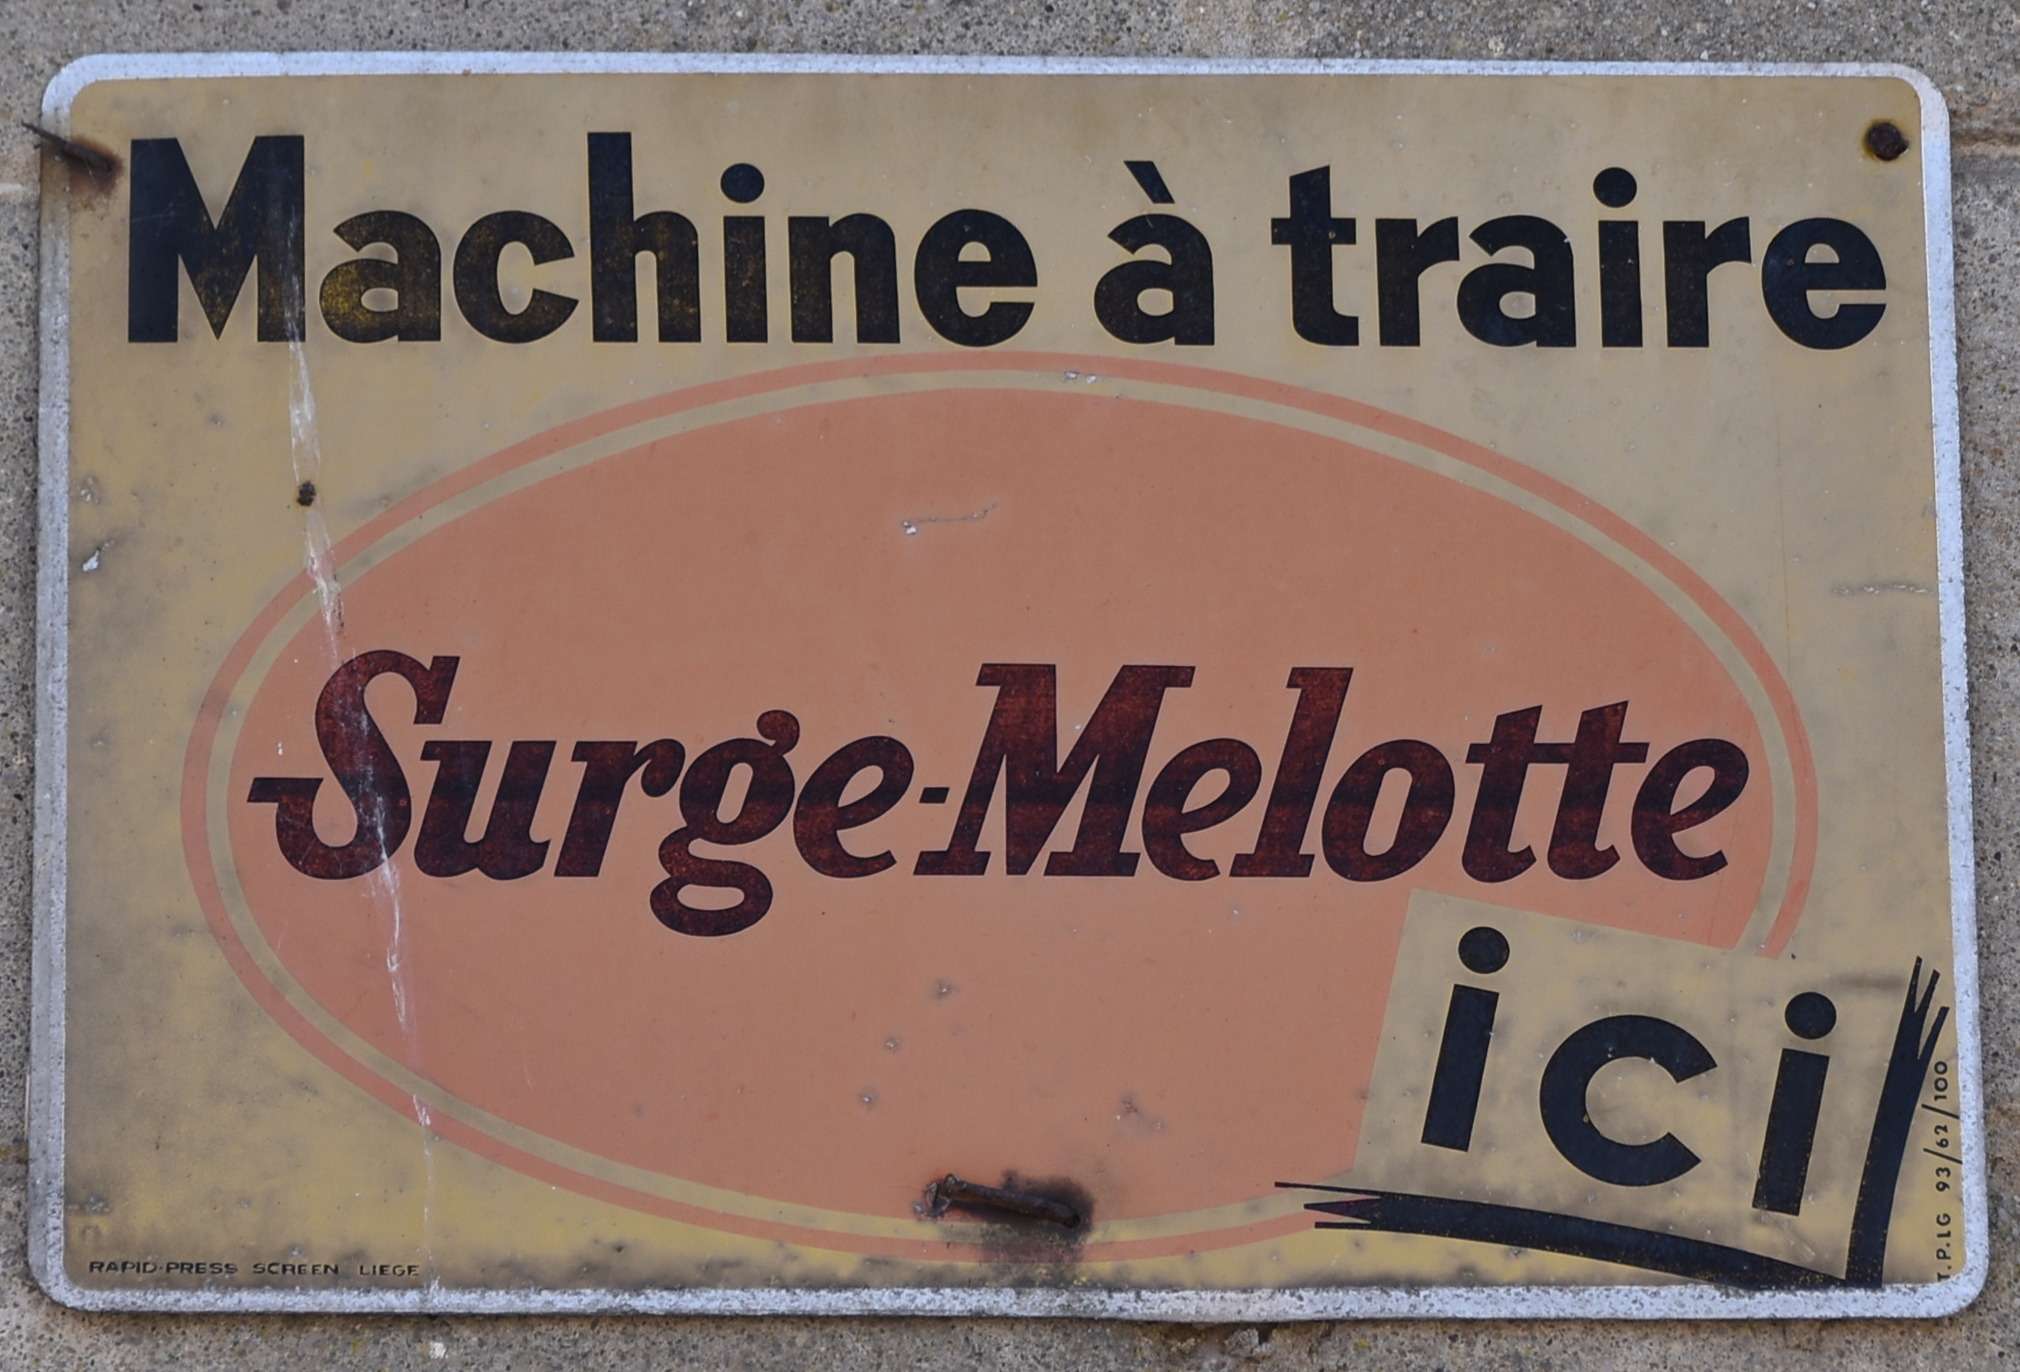 Machine à traire
Surge-Melotte
ici
RAPID-PRESS SCREEN LIEGE
T.P.LG 93/62/100